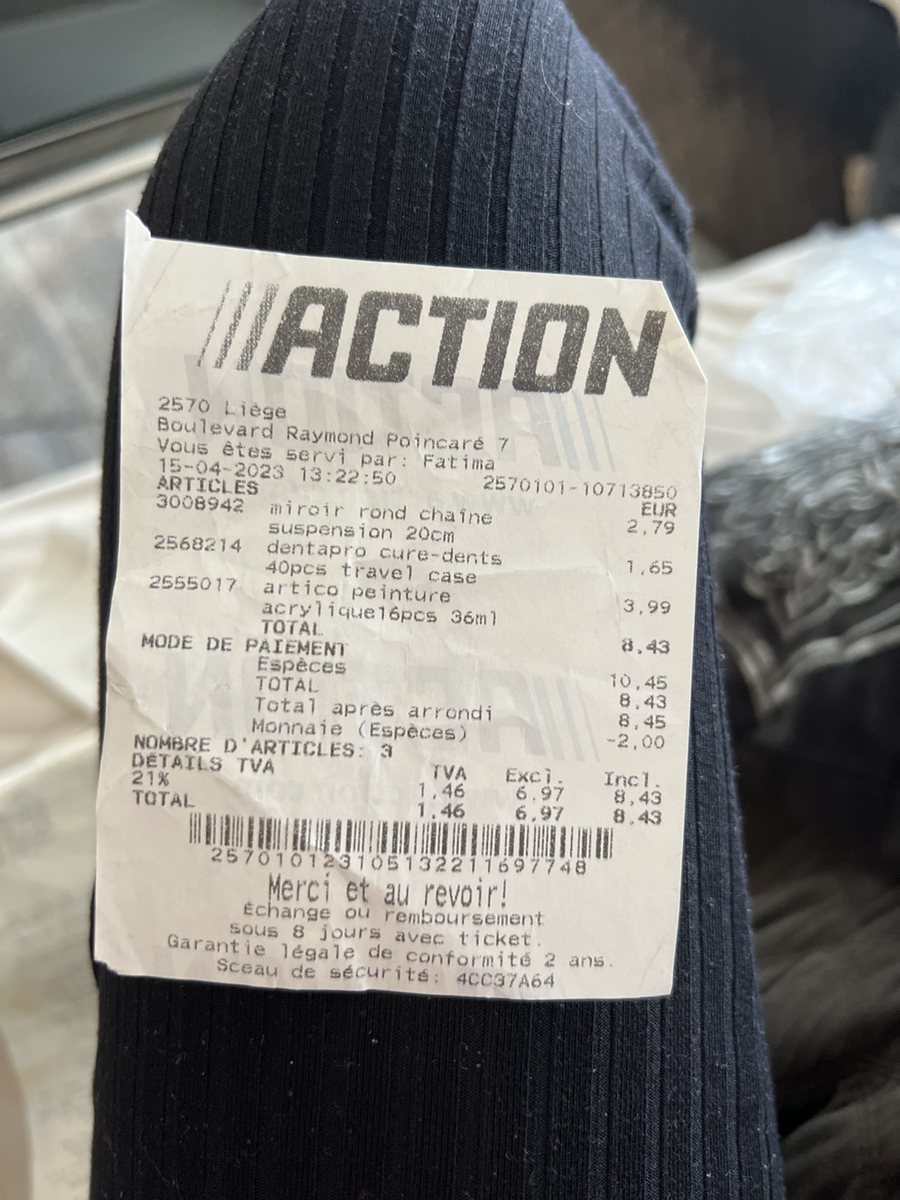 ACTION
2570 Liège
Boulevard Raymond Poincaré 7
Vous êtes servi par: Fatima
15-04-2023 13:22:50 2570101-10713850
ARTICLES EUR
3008942 miroir rond chaîne 2,79
suspension 20cm
2568214 dentapro cure-dents 1,65
40pcs travel case
2555017 artico peinture 3,99
acrylique16pcs 36ml
TOTAL 8,43
MODE DE PAIEMENT
Espèces 10,45
TOTAL 8,43
Total après arrondi 8,45
Monnaie (Espèces) -2,00
NOMBRE D'ARTICLES: 3
DÉTAILS TVA TVA Excl. Incl.
21% 1,46 6,97 8,43
TOTAL 1,46 6,97 8,43
257010123105132211697748
Merci et au revoir!
Échange ou remboursement
sous 8 jours avec ticket.
Garantie légale de conformité 2 ans.
Sceau de sécurité: 4CC37A64